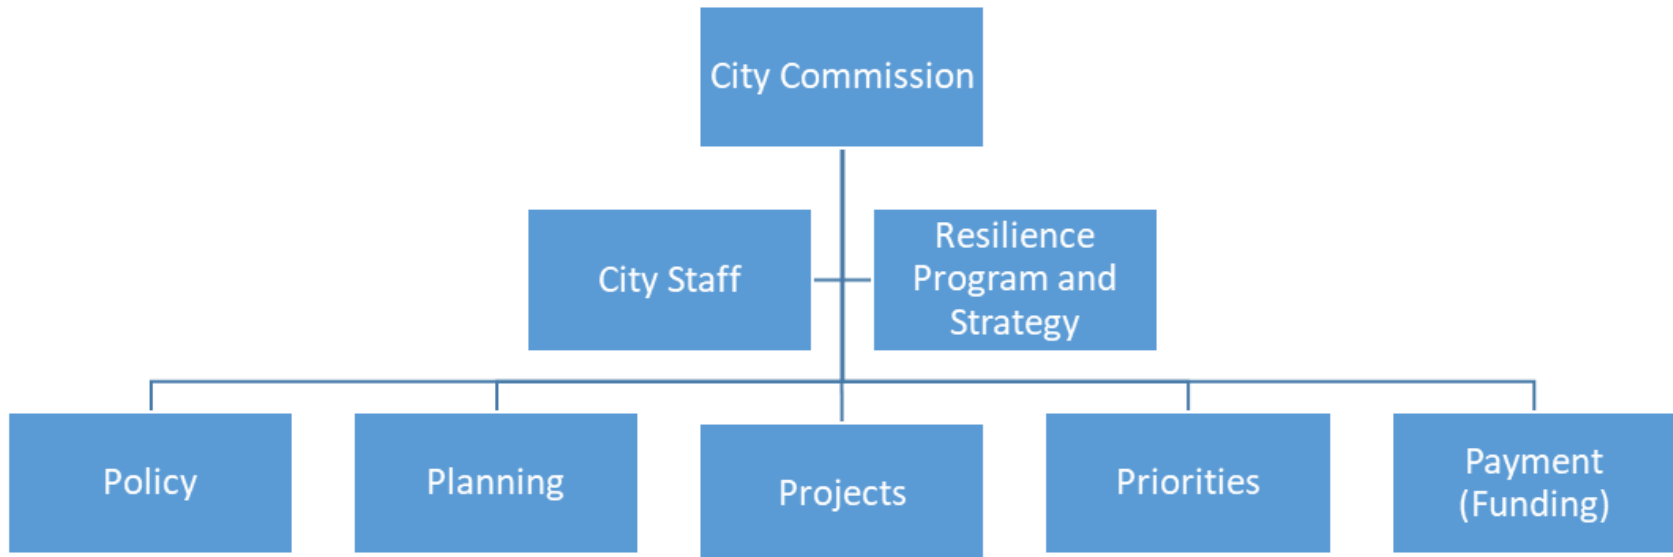 City Commission
City Staff
Resilience
Program and
Strategy
Policy
Planning
Projects
Priorities
Payment
(Funding)